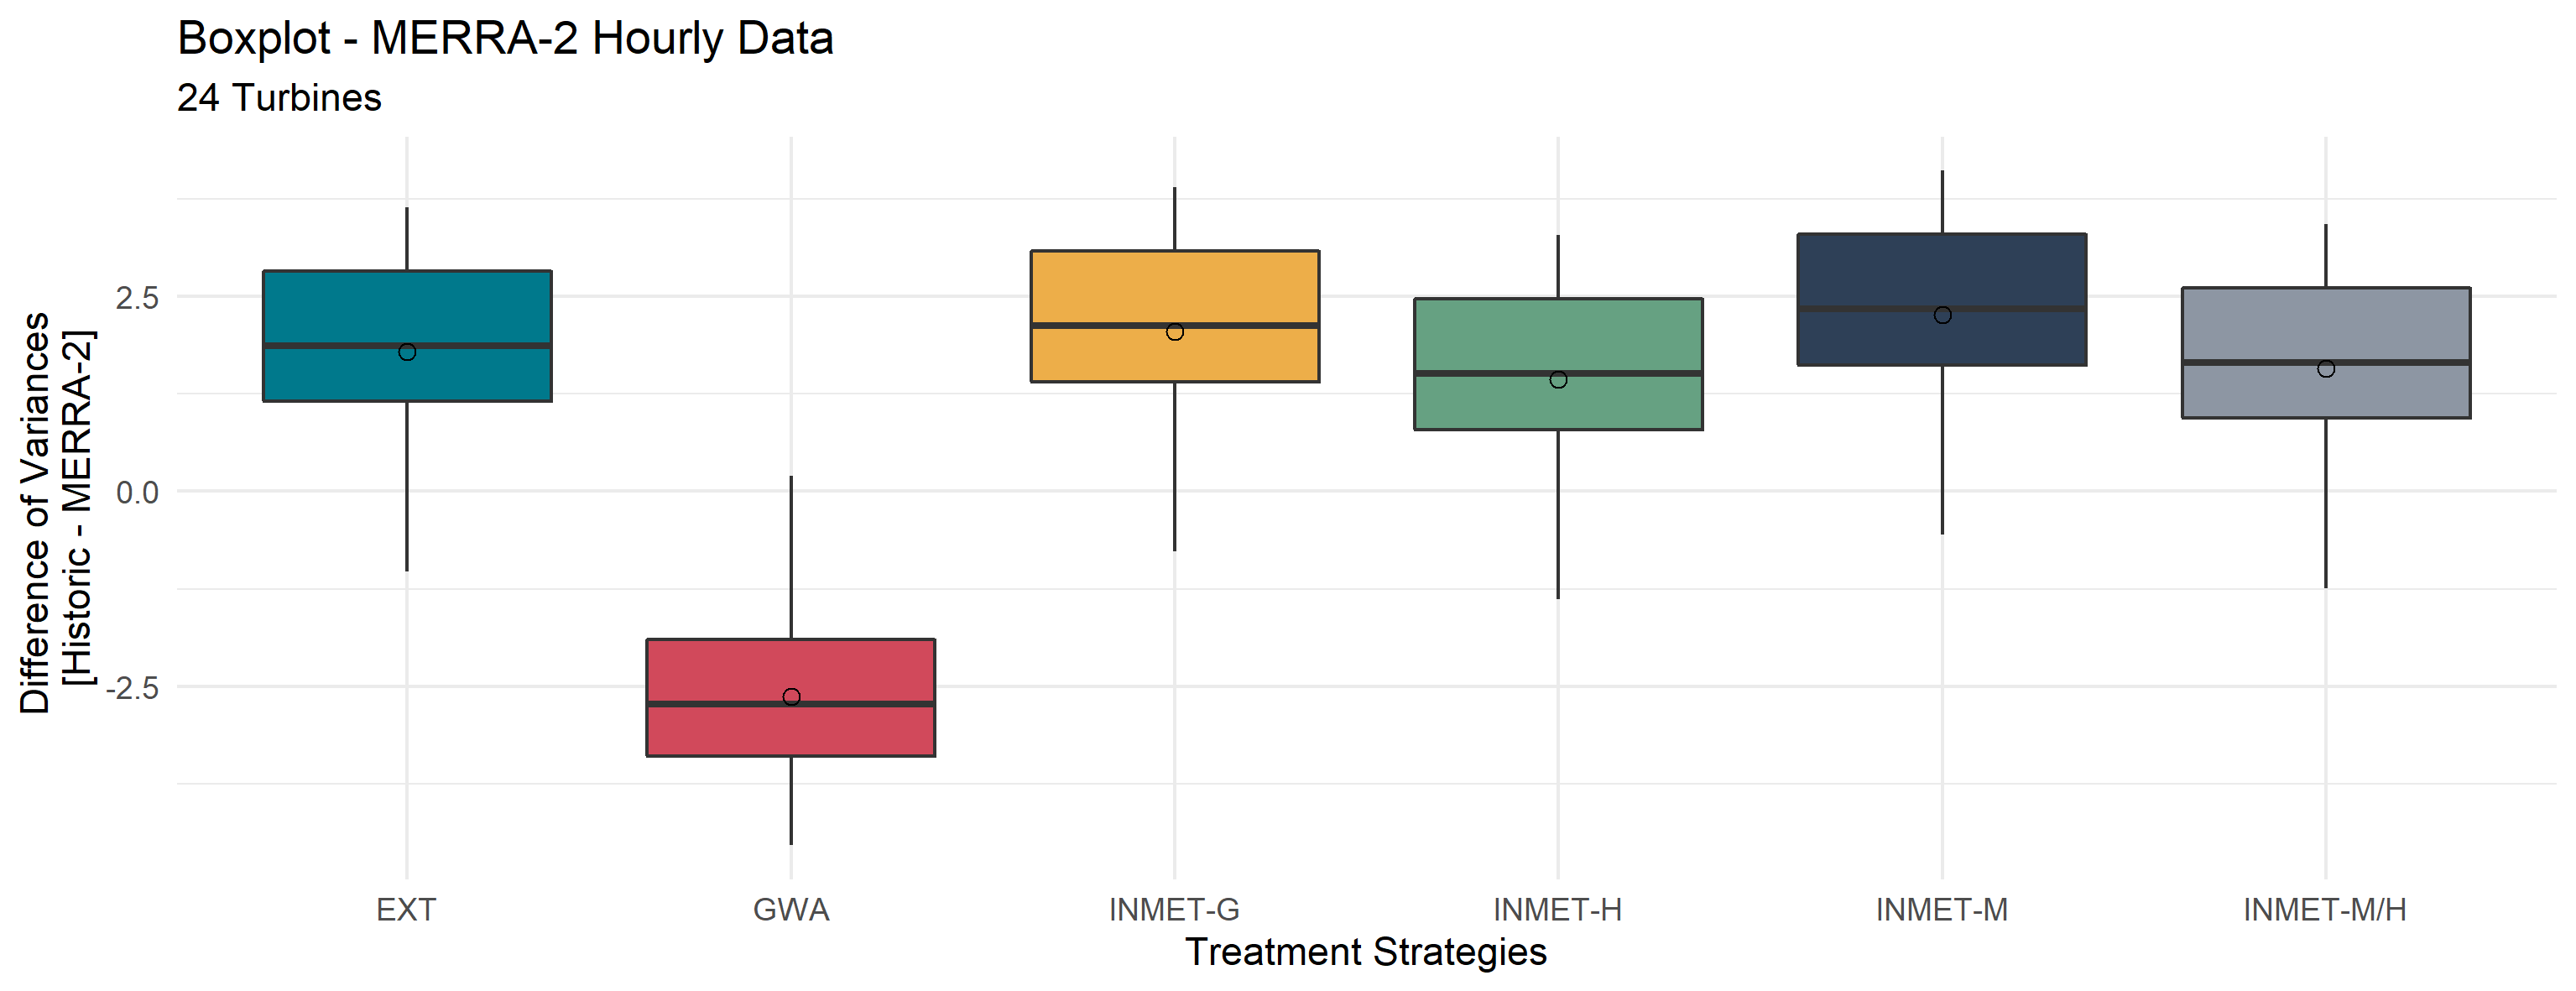 Boxplot - MERRA-2 Hourly Data
24 Turbines
Difference of Variances
[Historic - MERRA-2]
2.5
0.0
-2.5
EXT GWA INMET-G INMET-H INMET-M INMET-M/H
Treatment Strategies